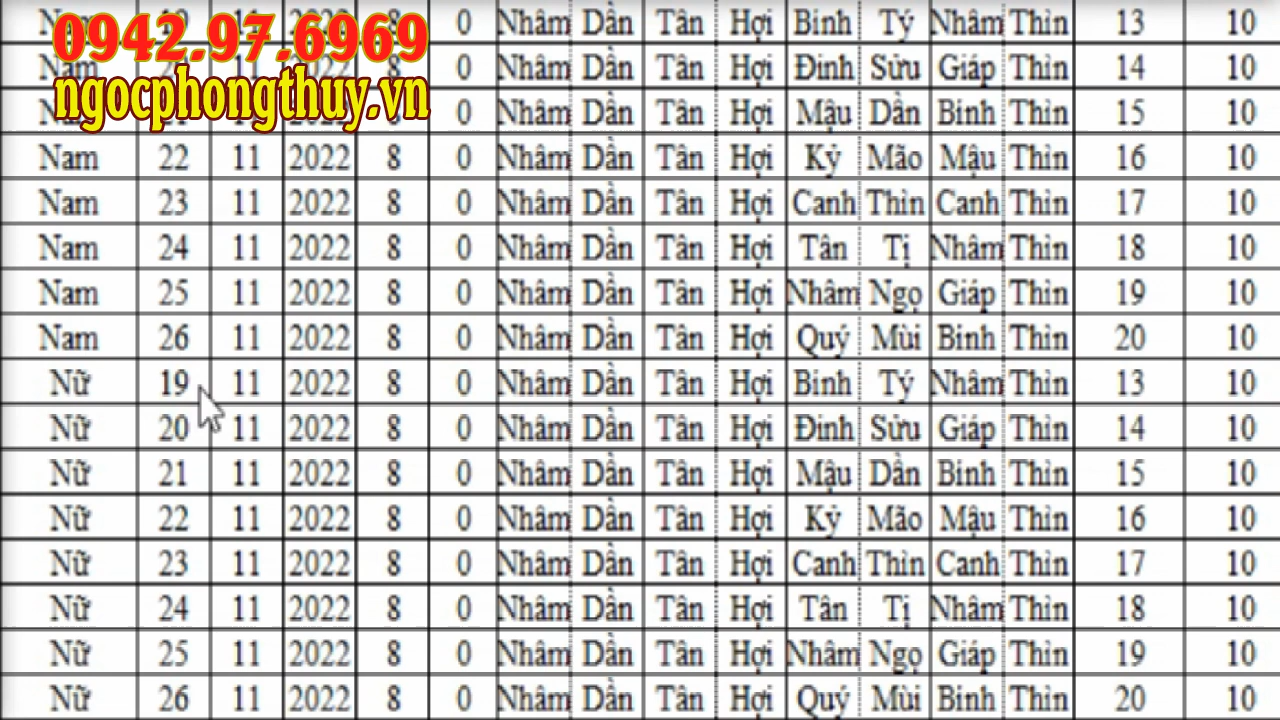 0942.97.6969
ngocphongthuy.vn
0 Nhâm Dần Tân Hợi Bính Tý Nhâm Thìn 13 10
0 Nhâm Dần Tân Hợi Đinh Sửu Giáp Thìn 14 10
0 Nhâm Dần Tân Hợi Mậu Dần Bính Thìn 15 10
Nam 22 11 2022 8 0 Nhâm Dần Tân Hợi Kỷ Mão Mậu Thìn 16 10
Nam 23 11 2022 8 0 Nhâm Dần Tân Hợi Canh Thìn Canh Thìn 17 10
Nam 24 11 2022 8 0 Nhâm Dần Tân Hợi Tân Tị Nhâm Thìn 18 10
Nam 25 11 2022 8 0 Nhâm Dần Tân Hợi Nhâm Ngọ Giáp Thìn 19 10
Nam 26 11 2022 8 0 Nhâm Dần Tân Hợi Quý Mùi Bính Thìn 20 10
Nữ 19 11 2022 8 0 Nhâm Dần Tân Hợi Bính Tý Nhâm Thìn 13 10
Nữ 20 11 2022 8 0 Nhâm Dần Tân Hợi Đinh Sửu Giáp Thìn 14 10
Nữ 21 11 2022 8 0 Nhâm Dần Tân Hợi Mậu Dần Bính Thìn 15 10
Nữ 22 11 2022 8 0 Nhâm Dần Tân Hợi Kỷ Mão Mậu Thìn 16 10
Nữ 23 11 2022 8 0 Nhâm Dần Tân Hợi Canh Thìn Canh Thìn 17 10
Nữ 24 11 2022 8 0 Nhâm Dần Tân Hợi Tân Tị Nhâm Thìn 18 10
Nữ 25 11 2022 8 0 Nhâm Dần Tân Hợi Nhâm Ngọ Giáp Thìn 19 10
Nữ 26 11 2022 8 0 Nhâm Dần Tân Hợi Quý Mùi Bính Thìn 20 10